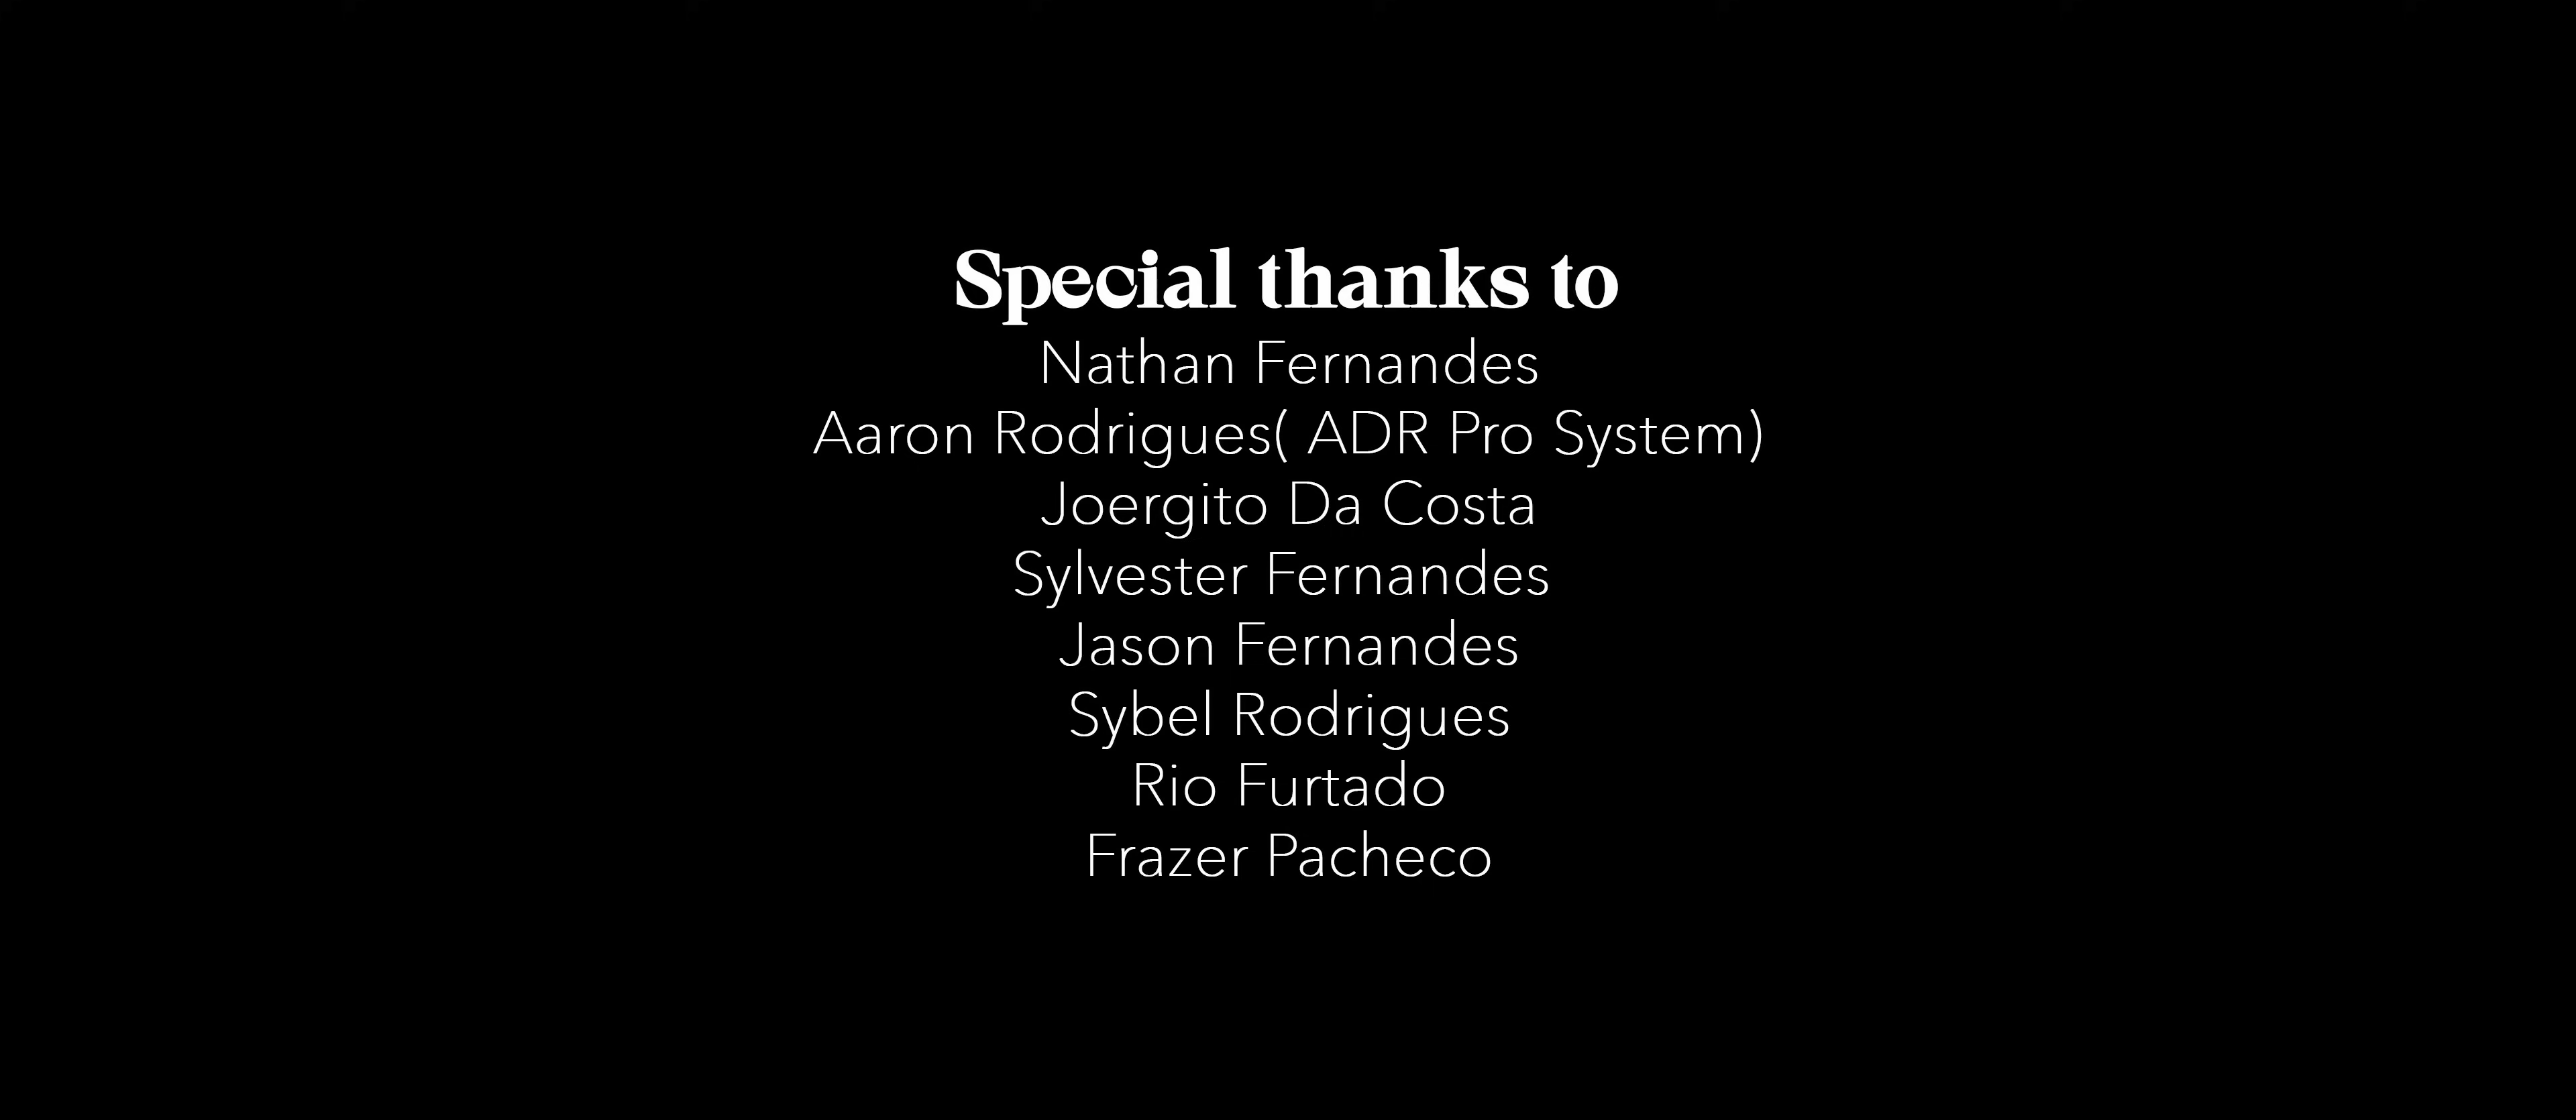 Special thanks to
Nathan Fernandes
Aaron Rodrigues( ADR Pro System)
Joergito Da Costa
Sylvester Fernandes
Jason Fernandes
Sybel Rodrigues
Rio Furtado
Frazer Pacheco